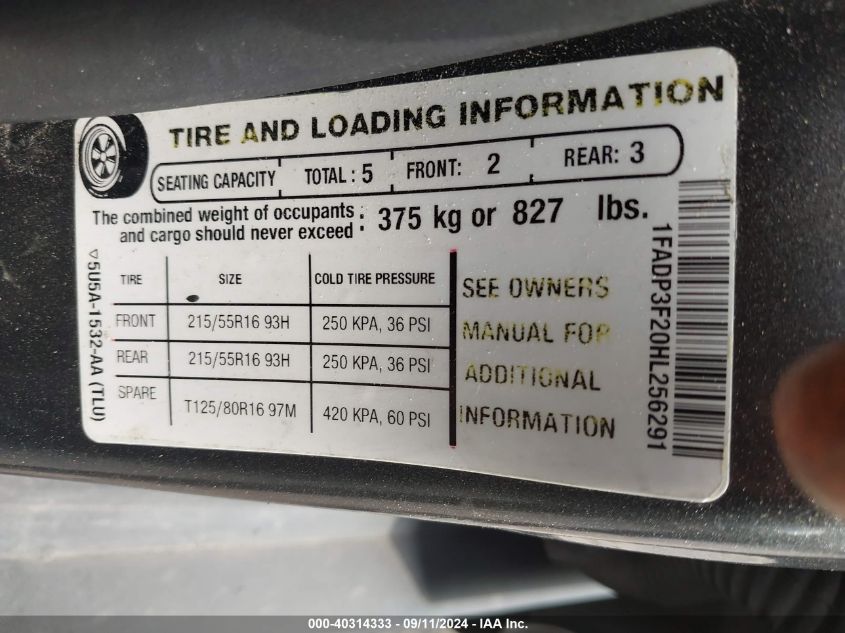 TIRE AND LOADING INFORMATION
SEATING CAPACITY TOTAL : 5 FRONT: 2 REAR: 3
The combined weight of occupants and cargo should never exceed : 375 kg or 827 lbs.
TIRE SIZE COLD TIRE PRESSURE
FRONT 215/55R16 93H 250 KPA, 36 PSI
REAR 215/55R16 93H 250 KPA, 36 PSI
SPARE T125/80R16 97M 420 KPA, 60 PSI
SEE OWNERS
MANUAL FOR
ADDITIONAL
INFORMATION
5U5A-1532-AA (TLU)
1FADP3F20HL256291
000-40314333 - 09/11/2024 - IAA Inc.